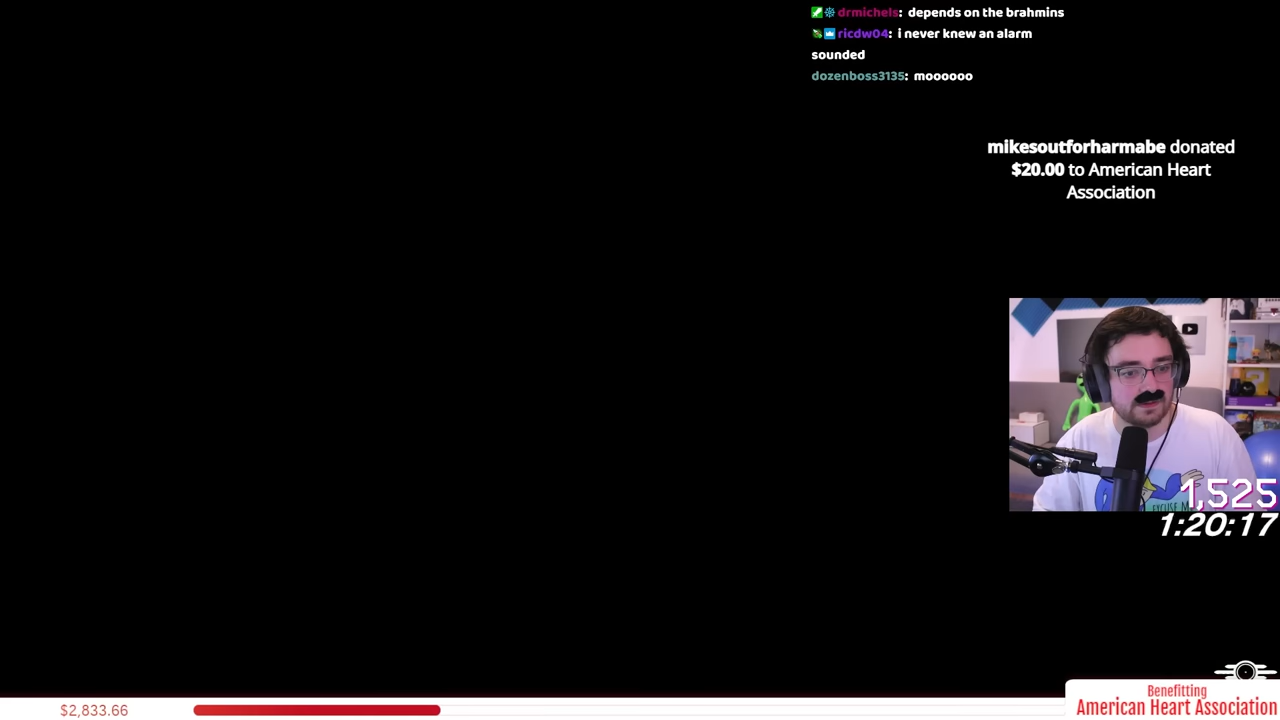 drmichels: depends on the brahmins
ricdw04: i never knew an alarm
sounded
dozenboss3135: moooooo
mikesoutforharmabe donated
$20.00 to American Heart
Association
1,525
1:20:17
$2,833.66
Benefitting
American Heart Association